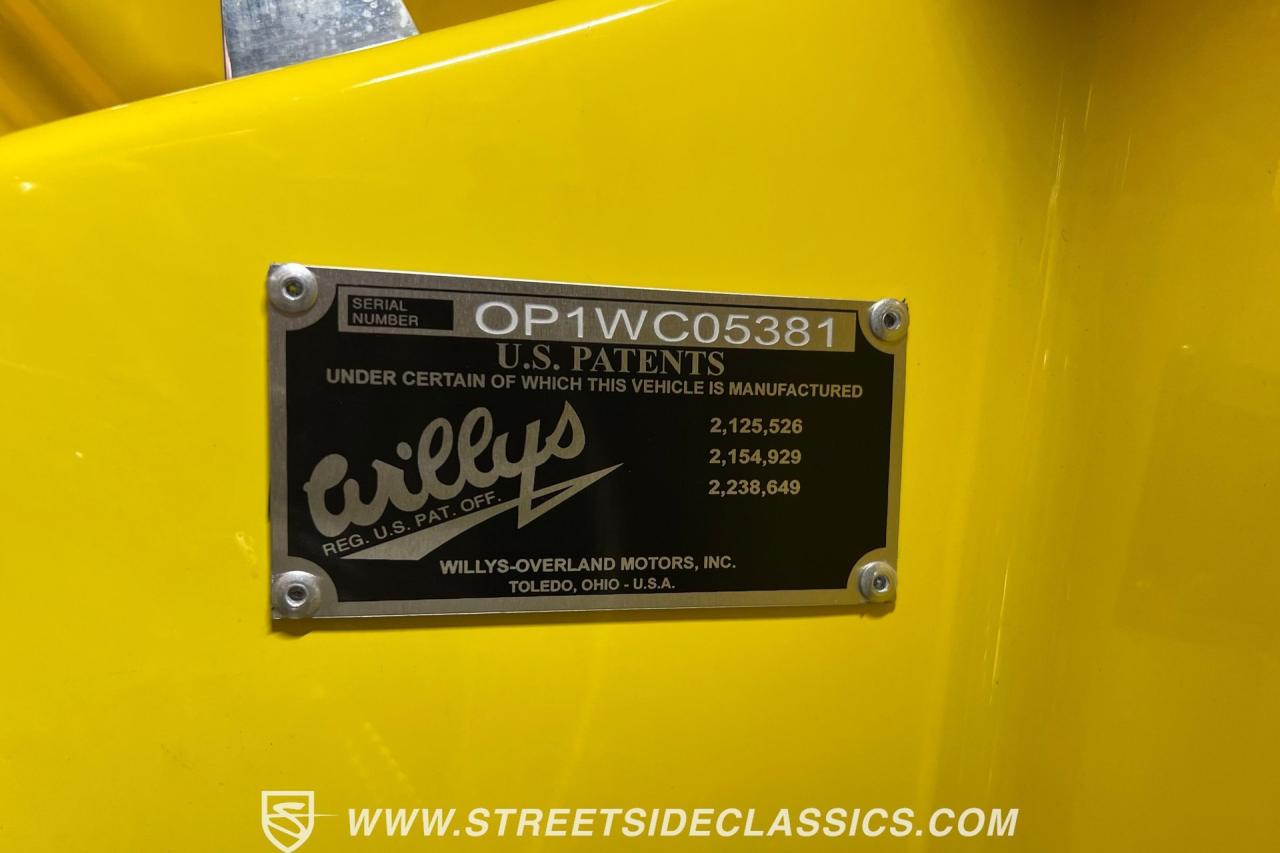 SERIAL
NUMBER
OP1WC05381
U.S. PATENTS
UNDER CERTAIN OF WHICH THIS VEHICLE IS MANUFACTURED
2,125,526
2,154,929
2,238,649
Willys
REG. U.S. PAT. OFF.
WILLYS-OVERLAND MOTORS, INC.
TOLEDO, OHIO - U.S.A.
WWW.STREETSIDECLASSICS.COM